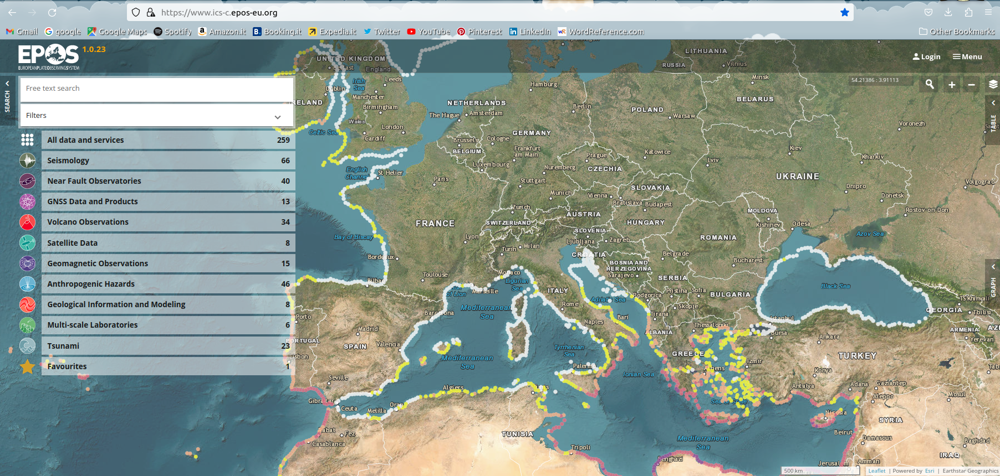 https://www.ics-c.epos-eu.org
Gmail google Google Maps Spotify Amazon.it Booking.it Expedia.it Twitter YouTube Pinterest LinkedIn WordReference.com Other Bookmarks
EPOS 1.0.23
EUROPEANPLATEOBSERVINGSYSTEM
Login Menu
SEARCH
Free text search
Filters
All data and services 259
Seismology 66
Near Fault Observatories 40
GNSS Data and Products 13
Volcano Observations 34
Satellite Data 8
Geomagnetic Observations 15
Anthropogenic Hazards 46
Geological Information and Modeling 8
Multi-scale Laboratories 6
Tsunami 23
Favourites 1
54.21386 : 3.91113
TABLE
GRAPH
UNITED KINGDOM
Belfast
England
Leeds
Irish
Sea
Dublin
Manchester
Birmingham
IRELAND
Wales
London
Cardiff
Celtic Sea
English
Channel
St Helier
LITHUANIA
Vilnius
RUSSIA
Minsk
BELARUS
Hamburg
NETHERLANDS
Amsterdam
The Hague
Berlin
POLAND
Warsaw
Voronezh
GERMANY
Brussels
Cologne
BELGIUM
Frankfurt
am Main
Luxembourg
Prague
Katowice
Kiev
Kharkiv
Lviv
Nuremberg
CZECHIA
UKRAINE
Paris
Stuttgart
SLOVAKIA
Dnipro
Volgograd
Munich
Vienna
Bratislava
Budapest
Donetsk
Zurich
AUSTRIA
MOLDOVA
Rostov-on-Don
FRANCE
SWITZERLAND
HUNGARY
Kishinev
Odesa
SLOVENIA
Ljubljana
Zagreb
ROMANIA
Azov Sea
Lyon
Milan
Turin
Bay of Biscay
CROATIA
Belgrade
Bordeaux
BOSNIA AND
HERZEGOVINA
Bucharest
Sarajevo
SERBIA
Toulouse
Monaco
Ligurian
Sea
Bilbao
Gulf
of Lion
Marseille
ITALY
Pristina
Sofia
BULGARIA
Black Sea
Podgorica
Adriatic Sea
Skopje
TS'Khinvali
GEORGIA
Tbilisi
Rome
Mediterranean
Sea
Barcelona
Porto
Bari
Tirana
Naples
Istanbul
Thessaloniki
Bursa
ALBANIA
Ankara
ARMENIA
Yerevan
Madrid
PORTUGAL
SPAIN
Valencia
Tyrrhenian
Sea
GREECE
TURKEY
Lisbon
Mediterranean
Sea
Palermo
Athens
Izmir
Konya
Ionian Sea
Seville
Algiers
Tunis
Antalya
Adana
Gaziantep
Gibraltar
Ceuta
Melilla
Oran
Sea of Crete
Aleppo
Mosul
Nicosia
SYRIA
Rabat
Fez
Casablanca
TUNISIA
Tripoli
Mediterranean
Sea
Beirut
Damascus
Baghdad
Benghazi
IRAQ
Jerusalem
Amman
500 km
Leaflet | Powered by Esri | Earthstar Geographics